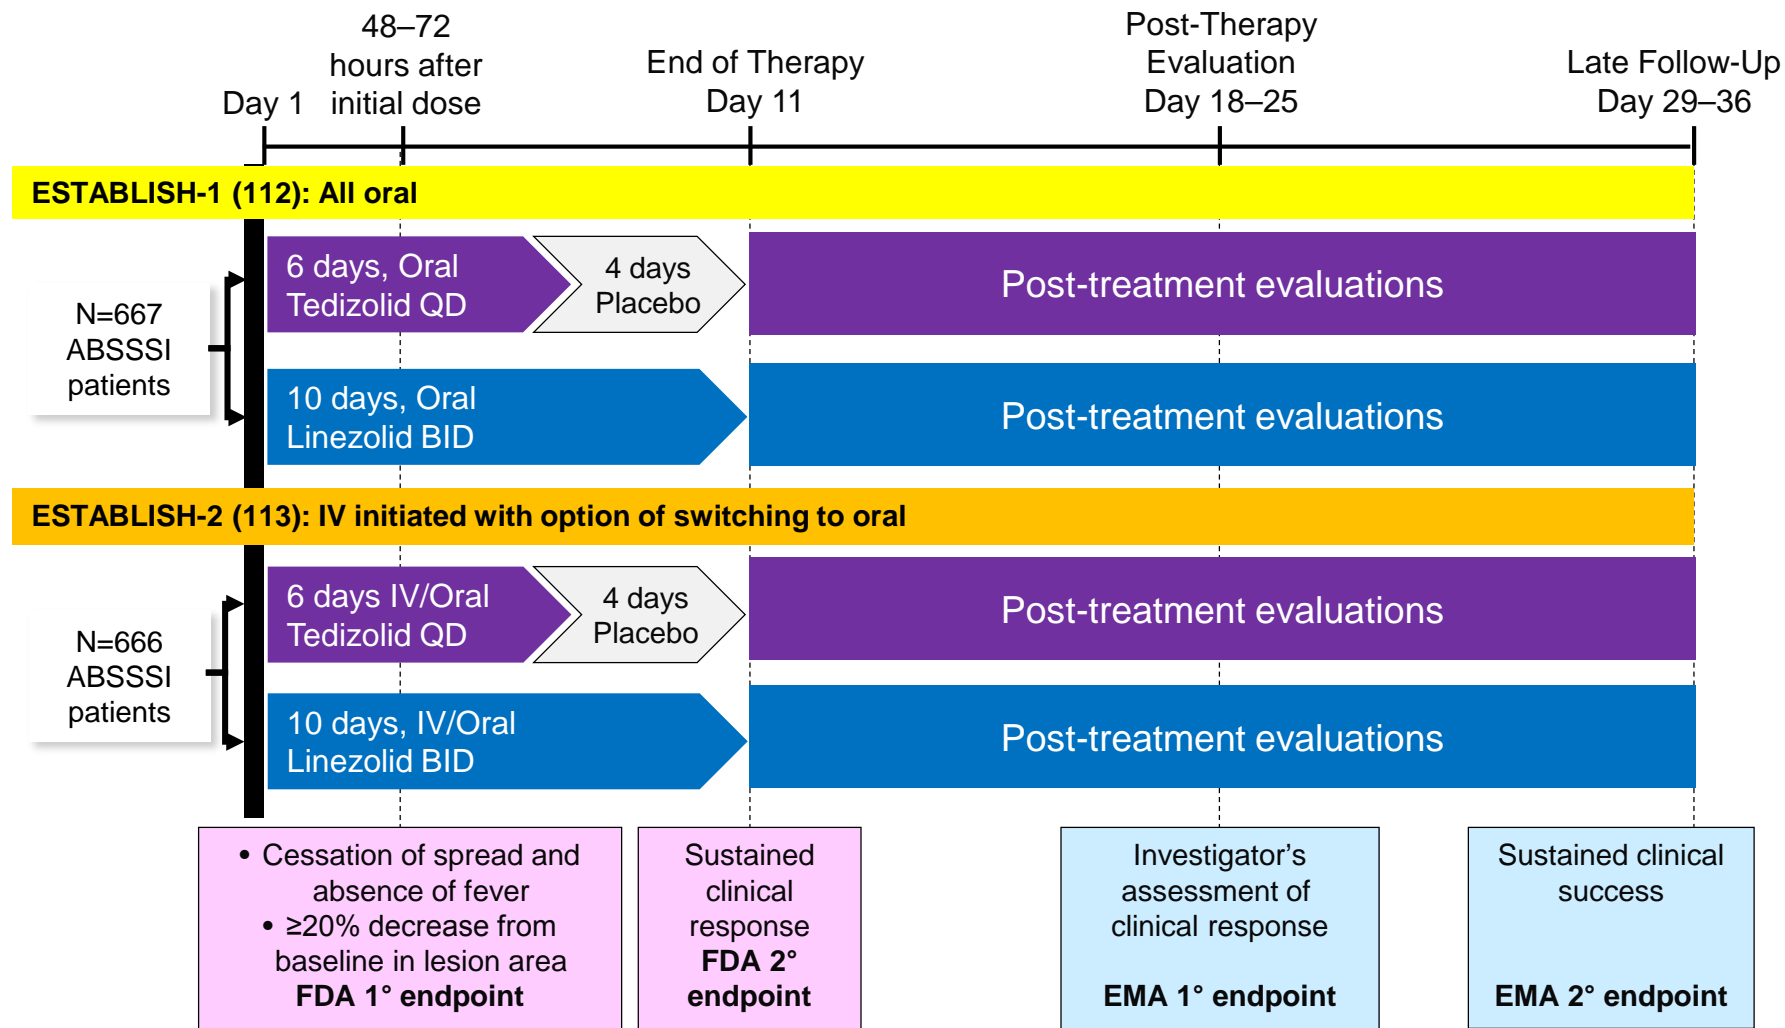 Day 1
48–72
hours after
initial dose
End of Therapy
Day 11
Post-Therapy
Evaluation
Day 18–25
Late Follow-Up
Day 29–36
ESTABLISH-1 (112): All oral
N=667
ABSSSI
patients
6 days, Oral
Tedizolid QD
4 days
Placebo
Post-treatment evaluations
10 days, Oral
Linezolid BID
Post-treatment evaluations
ESTABLISH-2 (113): IV initiated with option of switching to oral
N=666
ABSSSI
patients
6 days IV/Oral
Tedizolid QD
4 days
Placebo
Post-treatment evaluations
10 days, IV/Oral
Linezolid BID
Post-treatment evaluations
• Cessation of spread and
absence of fever
• ≥20% decrease from
baseline in lesion area
FDA 1° endpoint
Sustained
clinical
response
FDA 2°
endpoint
Investigator’s
assessment of
clinical response
EMA 1° endpoint
Sustained clinical
success
EMA 2° endpoint